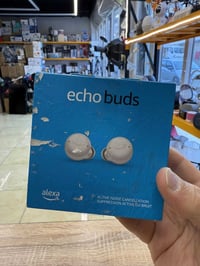 echo buds
alexa
ACTIVE NOISE CANCELLATION
SUPPRESSION ACTIVE DU BRUIT